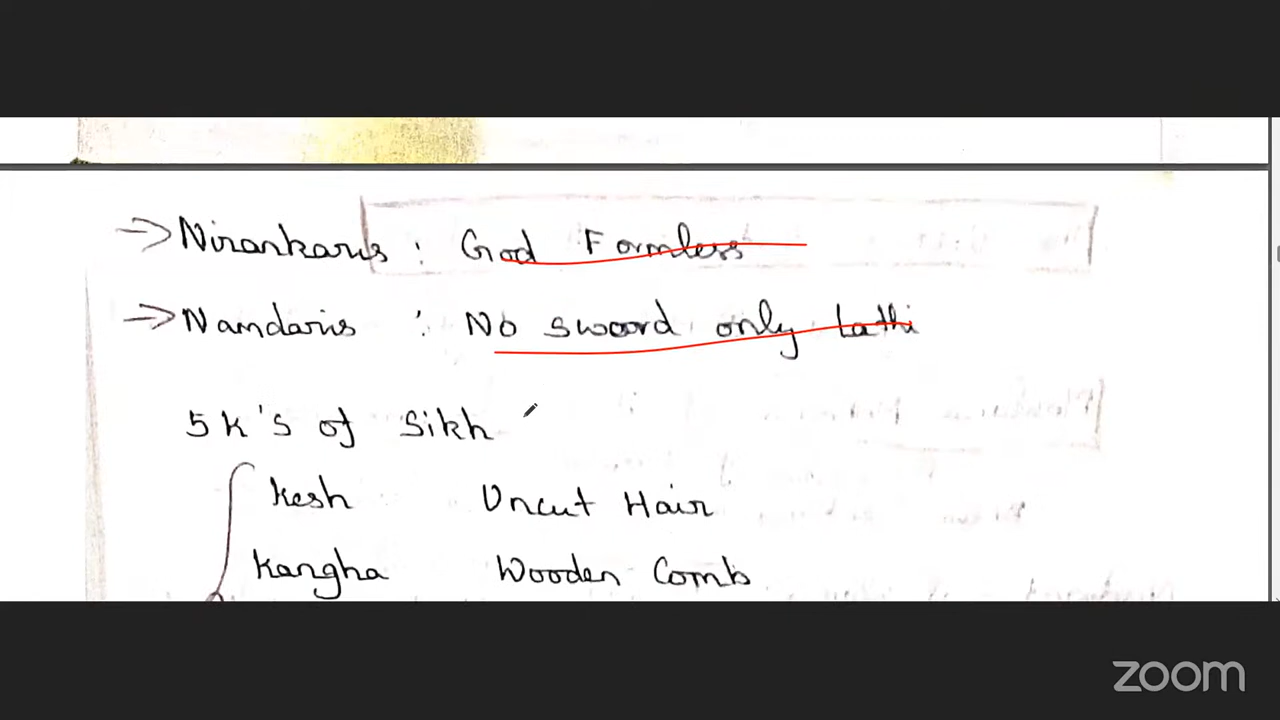 → Nirankaris : God Formless
→ Namdaris : No sword only Lathi
5 K's of Sikh
Kesh Uncut Hair
Kangha Wooden Comb
zoom